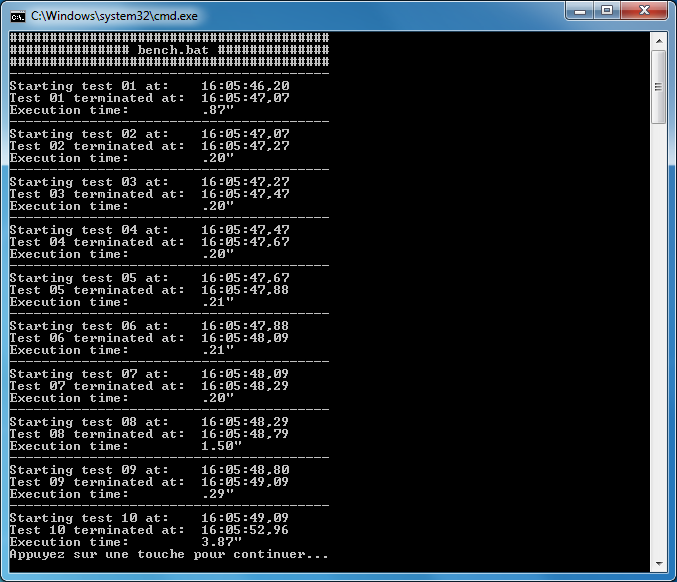 C:\Windows\system32\cmd.exe
########################################
############### bench.bat ##############
########################################
----------------------------------------
Starting test 01 at:    16:05:46,20
Test 01 terminated at:  16:05:47,07
Execution time:         .87"
----------------------------------------
Starting test 02 at:    16:05:47,07
Test 02 terminated at:  16:05:47,27
Execution time:         .20"
----------------------------------------
Starting test 03 at:    16:05:47,27
Test 03 terminated at:  16:05:47,47
Execution time:         .20"
----------------------------------------
Starting test 04 at:    16:05:47,47
Test 04 terminated at:  16:05:47,67
Execution time:         .20"
----------------------------------------
Starting test 05 at:    16:05:47,67
Test 05 terminated at:  16:05:47,88
Execution time:         .21"
----------------------------------------
Starting test 06 at:    16:05:47,88
Test 06 terminated at:  16:05:48,09
Execution time:         .21"
----------------------------------------
Starting test 07 at:    16:05:48,09
Test 07 terminated at:  16:05:48,29
Execution time:         .20"
----------------------------------------
Starting test 08 at:    16:05:48,29
Test 08 terminated at:  16:05:48,79
Execution time:         1.50"
----------------------------------------
Starting test 09 at:    16:05:48,80
Test 09 terminated at:  16:05:49,09
Execution time:         .29"
----------------------------------------
Starting test 10 at:    16:05:49,09
Test 10 terminated at:  16:05:52,96
Execution time:         3.87"
Appuyez sur une touche pour continuer...